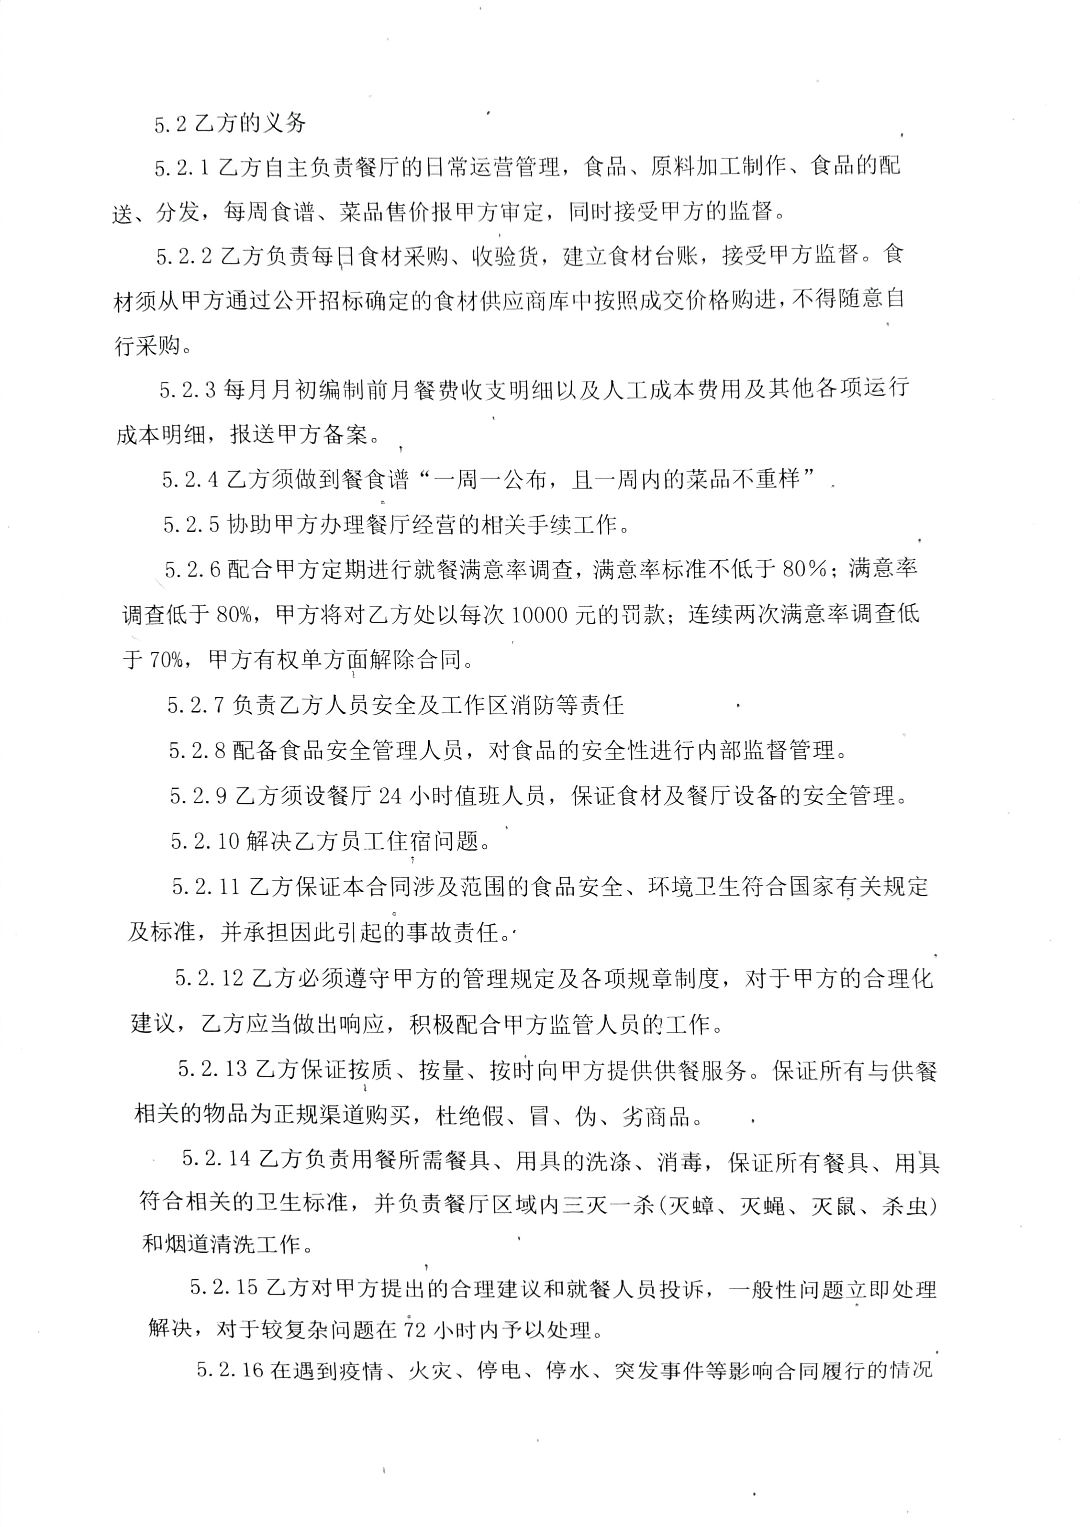 5.2乙方的义务
5.2.1乙方自主负责餐厅的日常运营管理，食品、原料加工制作、食品的配
送、分发，每周食谱、菜品售价报甲方审定，同时接受甲方的监督。
5.2.2乙方负责每日食材采购、收验货，建立食材台账，接受甲方监督。食
材须从甲方通过公开招标确定的食材供应商库中按照成交价格购进，不得随意自
行采购。
5.2.3每月月初编制前月餐费收支明细以及人工成本费用及其他各项运行
成本明细，报送甲方备案。
5.2.4乙方须做到餐食谱“一周一公布，且一周内的菜品不重样”.
5.2.5协助甲方办理餐厅经营的相关手续工作。
5.2.6配合甲方定期进行就餐满意率调查，满意率标准不低于80%；满意率
调查低于80%，甲方将对乙方处以每次10000元的罚款；连续两次满意率调查低
于70%，甲方有权单方面解除合同。
5.2.7负责乙方人员安全及工作区消防等责任
5.2.8配备食品安全管理人员，对食品的安全性进行内部监督管理。
5.2.9乙方须设餐厅24小时值班人员，保证食材及餐厅设备的安全管理。
5.2.10解决乙方员工住宿问题。
5.2.11乙方保证本合同涉及范围的食品安全、环境卫生符合国家有关规定
及标准，并承担因此引起的事故责任。
5.2.12乙方必须遵守甲方的管理规定及各项规章制度，对于甲方的合理化
建议，乙方应当做出响应，积极配合甲方监管人员的工作。
5.2.13乙方保证按质、按量、按时向甲方提供供餐服务。保证所有与供餐
相关的物品为正规渠道购买，杜绝假、冒、伪、劣商品。
5.2.14乙方负责用餐所需餐具、用具的洗涤、消毒，保证所有餐具、用具
符合相关的卫生标准，并负责餐厅区域内三灭一杀(灭蟑、灭蝇、灭鼠、杀虫)
和烟道清洗工作。
5.2.15乙方对甲方提出的合理建议和就餐人员投诉，一般性问题立即处理
解决，对于较复杂问题在72小时内予以处理。
5.2.16在遇到疫情、火灾、停电、停水、突发事件等影响合同履行的情况